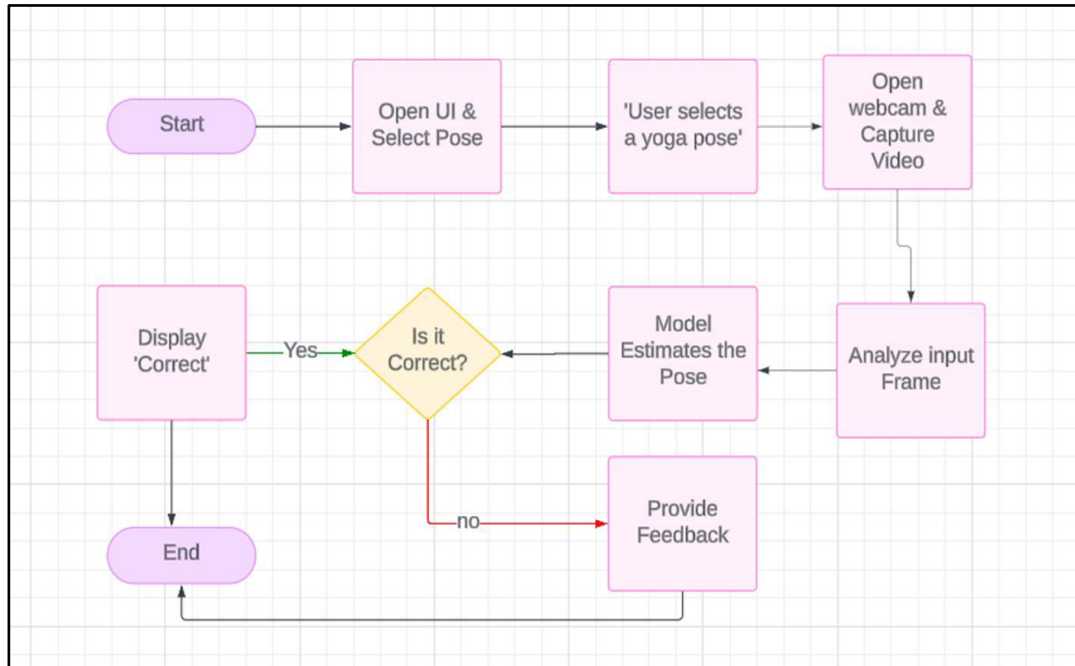 Start
Open UI &
Select Pose
'User selects
a yoga pose'
Open
webcam &
Capture
Video
Analyze input
Frame
Model
Estimates the
Pose
Is it
Correct?
Yes
Display
'Correct'
no
Provide
Feedback
End